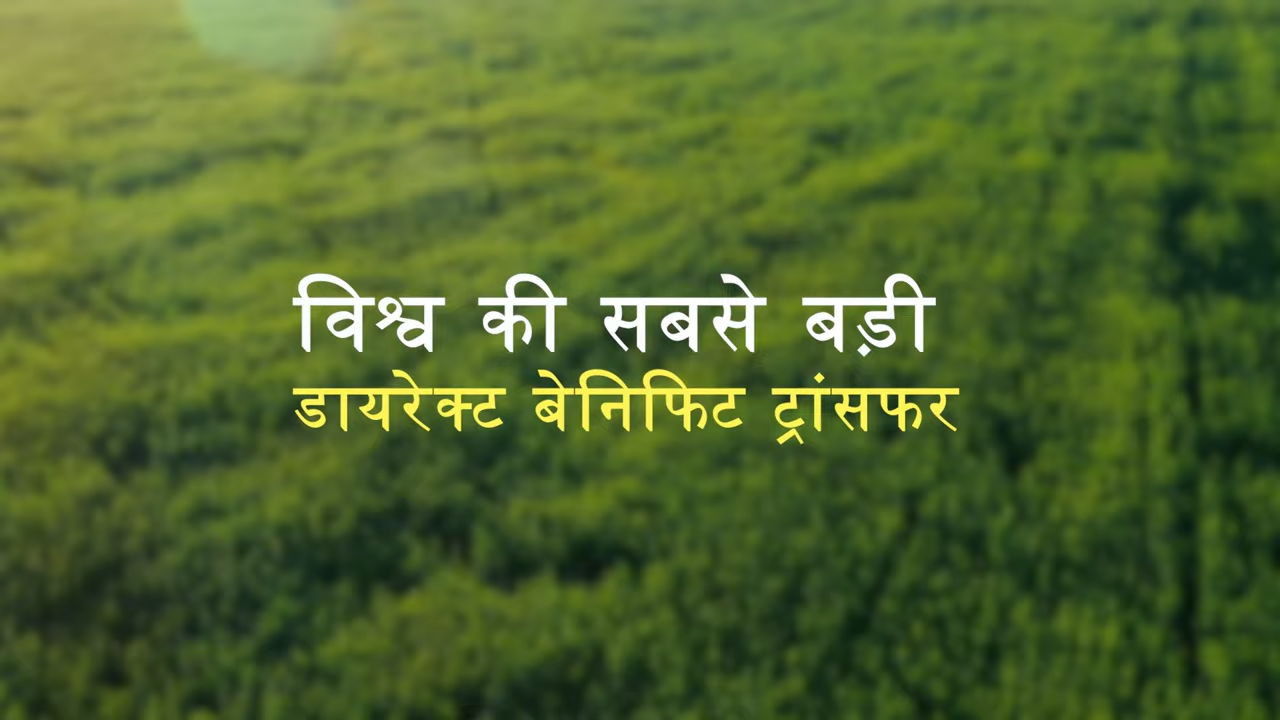 विश्व की सबसे बड़ी
डायरेक्ट बेनिफिट ट्रांसफर